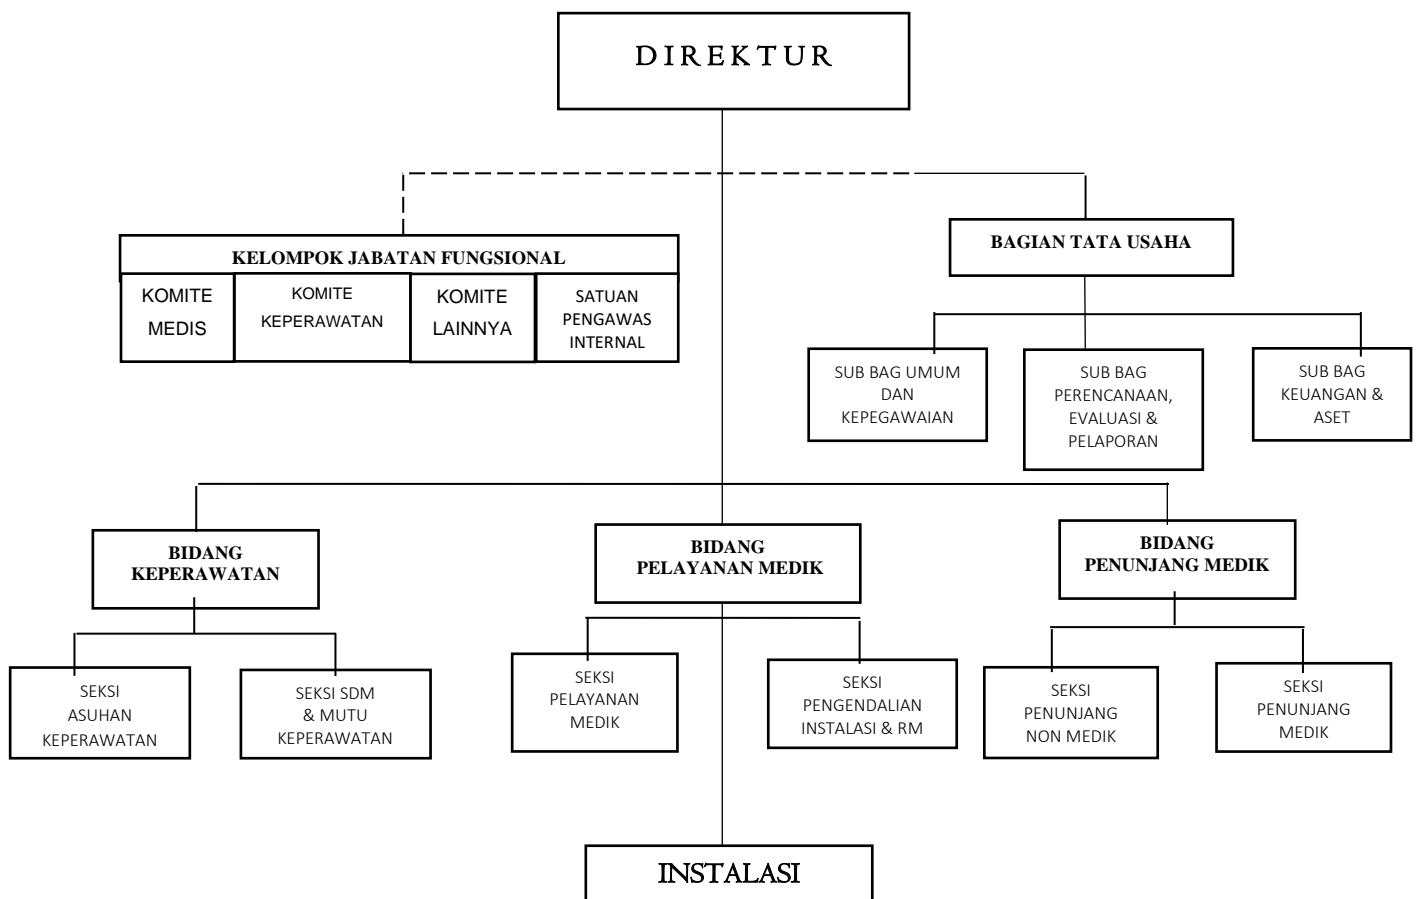 DIREKTUR
KELOMPOK JABATAN FUNGSIONAL
KOMITE
MEDIS
KOMITE
KEPERAWATAN
KOMITE
LAINNYA
SATUAN
PENGAWAS
INTERNAL
BAGIAN TATA USAHA
SUB BAG UMUM
DAN
KEPEGAWAIAN
SUB BAG
PERENCANAAN,
EVALUASI &
PELAPORAN
SUB BAG
KEUANGAN &
ASET
BIDANG
KEPERAWATAN
BIDANG
PELAYANAN MEDIK
BIDANG
PENUNJANG MEDIK
SEKSI
ASUHAN
KEPERAWATAN
SEKSI SDM
& MUTU
KEPERAWATAN
SEKSI
PELAYANAN
MEDIK
SEKSI
PENGENDALIAN
INSTALASI & RM
SEKSI
PENUNJANG
NON MEDIK
SEKSI
PENUNJANG
MEDIK
INSTALASI